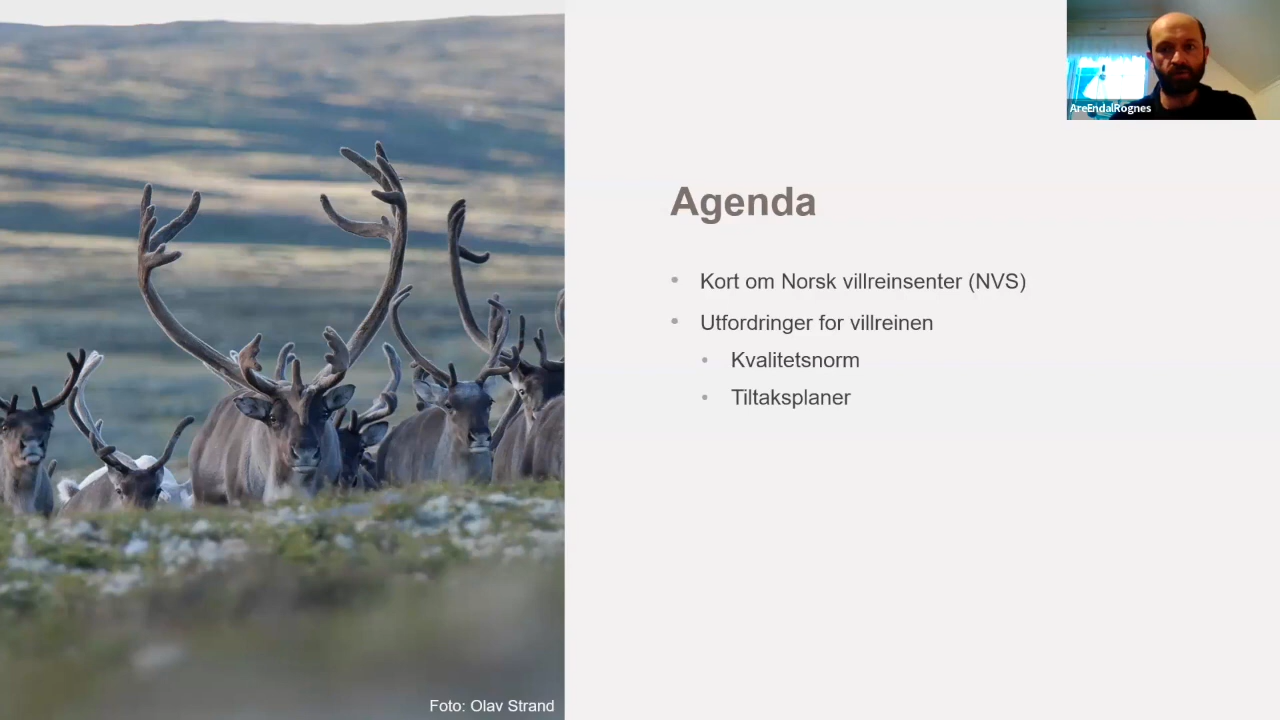 AreEndalRognes
Agenda
Kort om Norsk villreinsenter (NVS)
Utfordringer for villreinen
Kvalitetsnorm
Tiltaksplaner
Foto: Olav Strand